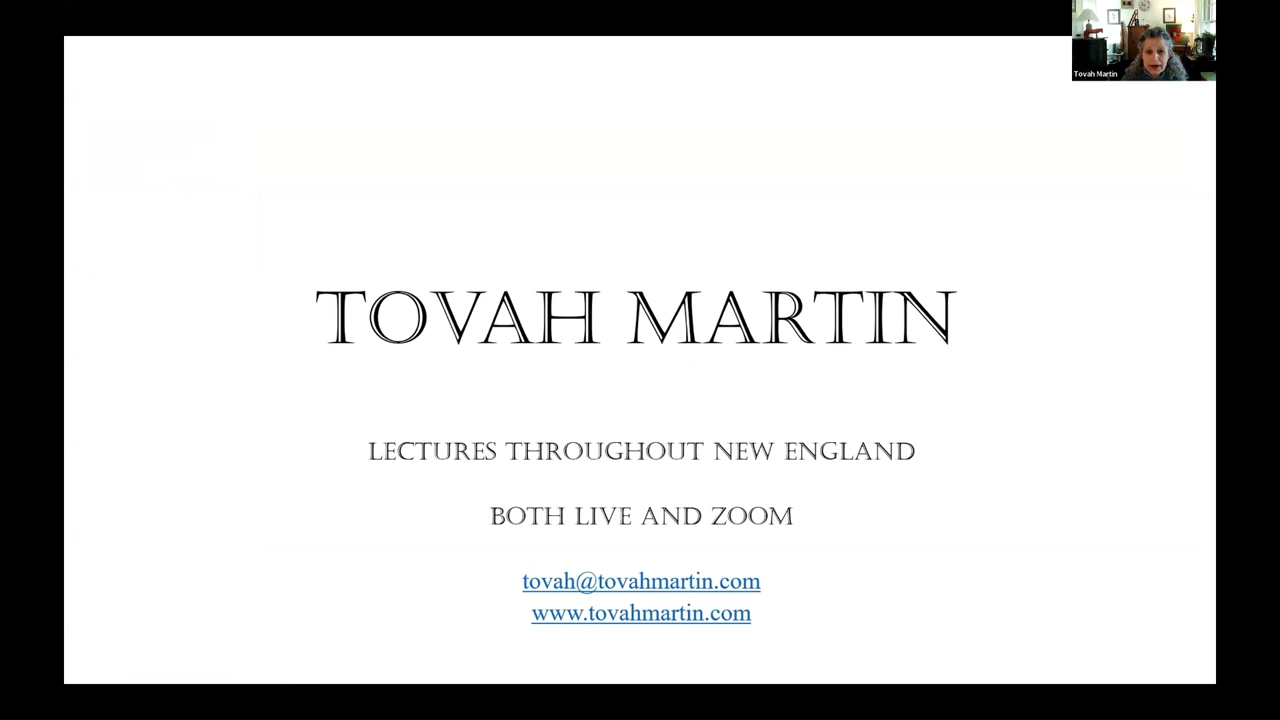 Tovah Martin
TOVAH MARTIN
LECTURES THROUGHOUT NEW ENGLAND
BOTH LIVE AND ZOOM
tovah@tovahmartin.com
www.tovahmartin.com